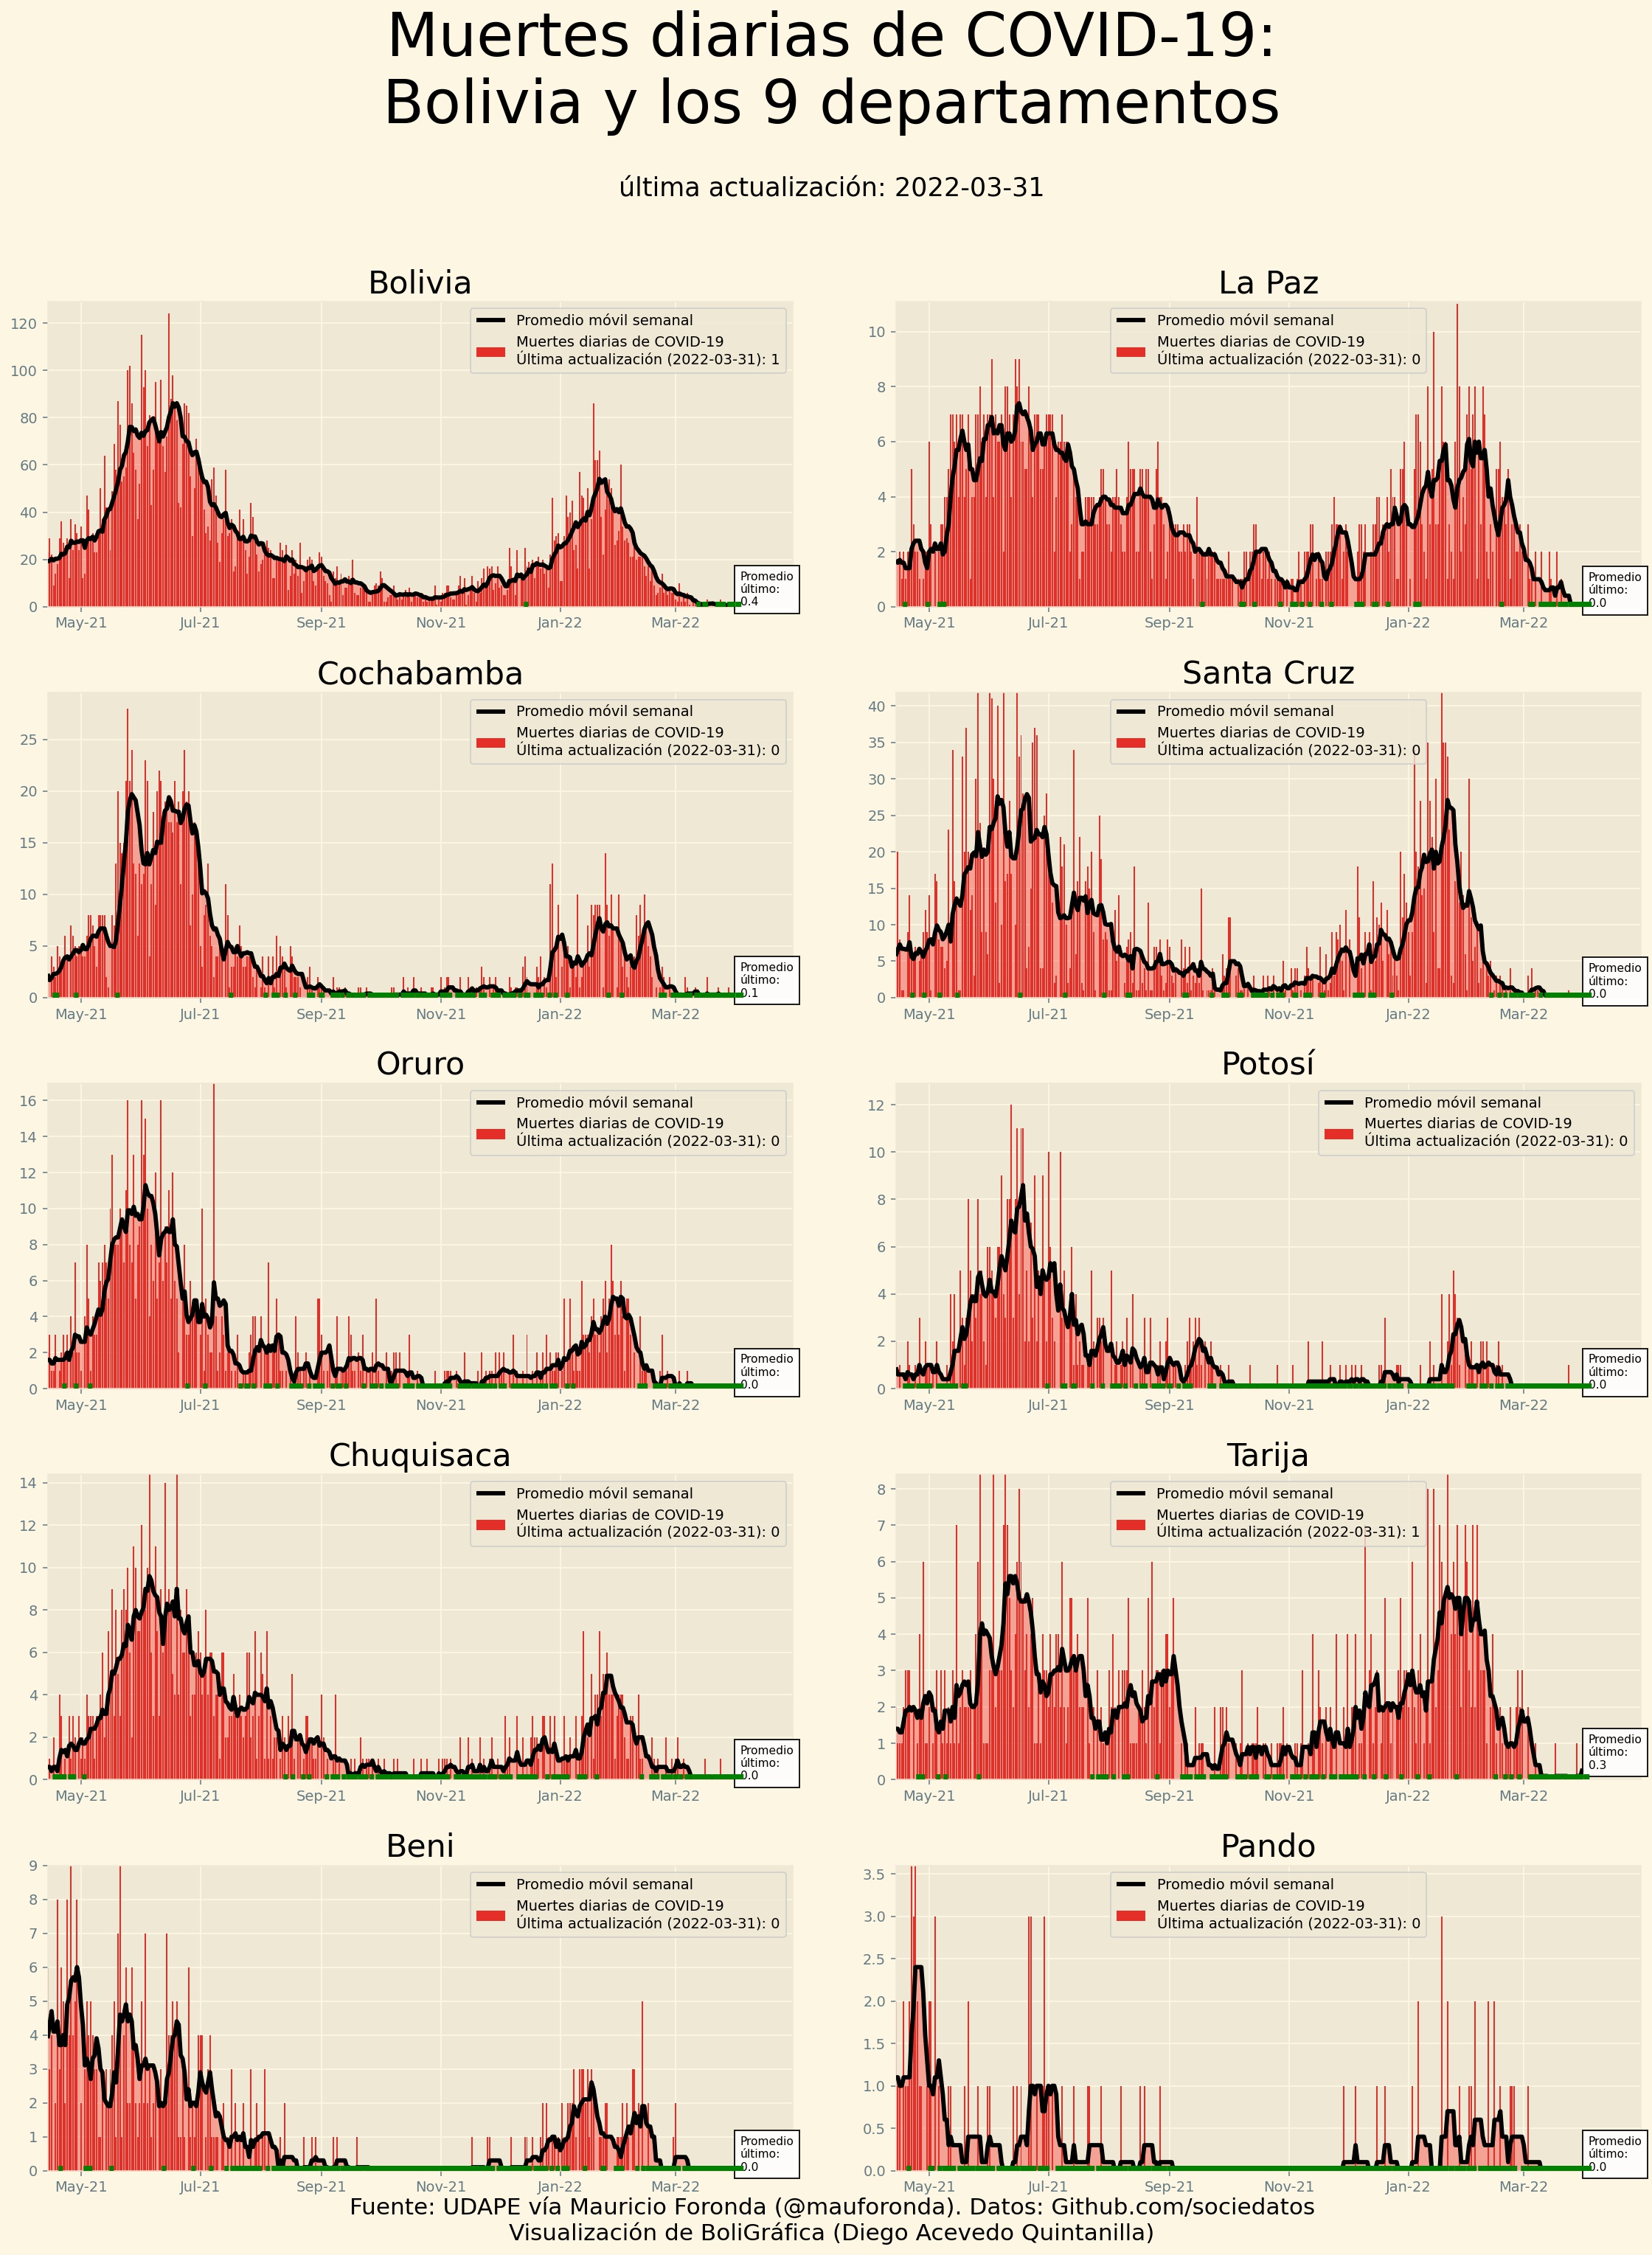 Muertes diarias de COVID-19:
Bolivia y los 9 departamentos
última actualización: 2022-03-31
Bolivia
120
100
80
60
40
20
0
Promedio móvil semanal
Muertes diarias de COVID-19
Última actualización (2022-03-31): 1
Promedio
último:
0.4
May-21 Jul-21 Sep-21 Nov-21 Jan-22 Mar-22
La Paz
10
8
6
4
2
0
Promedio móvil semanal
Muertes diarias de COVID-19
Última actualización (2022-03-31): 0
Promedio
último:
0.0
May-21 Jul-21 Sep-21 Nov-21 Jan-22 Mar-22
Cochabamba
25
20
15
10
5
0
Promedio móvil semanal
Muertes diarias de COVID-19
Última actualización (2022-03-31): 0
Promedio
último:
0.1
May-21 Jul-21 Sep-21 Nov-21 Jan-22 Mar-22
Santa Cruz
40
35
30
25
20
15
10
5
0
Promedio móvil semanal
Muertes diarias de COVID-19
Última actualización (2022-03-31): 0
Promedio
último:
0.0
May-21 Jul-21 Sep-21 Nov-21 Jan-22 Mar-22
Oruro
16
14
12
10
8
6
4
2
0
Promedio móvil semanal
Muertes diarias de COVID-19
Última actualización (2022-03-31): 0
Promedio
último:
0.0
May-21 Jul-21 Sep-21 Nov-21 Jan-22 Mar-22
Potosí
12
10
8
6
4
2
0
Promedio móvil semanal
Muertes diarias de COVID-19
Última actualización (2022-03-31): 0
Promedio
último:
0.0
May-21 Jul-21 Sep-21 Nov-21 Jan-22 Mar-22
Chuquisaca
14
12
10
8
6
4
2
0
Promedio móvil semanal
Muertes diarias de COVID-19
Última actualización (2022-03-31): 0
Promedio
último:
0.0
May-21 Jul-21 Sep-21 Nov-21 Jan-22 Mar-22
Tarija
8
7
6
5
4
3
2
1
0
Promedio móvil semanal
Muertes diarias de COVID-19
Última actualización (2022-03-31): 1
Promedio
último:
0.3
May-21 Jul-21 Sep-21 Nov-21 Jan-22 Mar-22
Beni
9
8
7
6
5
4
3
2
1
0
Promedio móvil semanal
Muertes diarias de COVID-19
Última actualización (2022-03-31): 0
Promedio
último:
0.0
May-21 Jul-21 Sep-21 Nov-21 Jan-22 Mar-22
Pando
3.5
3.0
2.5
2.0
1.5
1.0
0.5
0.0
Promedio móvil semanal
Muertes diarias de COVID-19
Última actualización (2022-03-31): 0
Promedio
último:
0.0
May-21 Jul-21 Sep-21 Nov-21 Jan-22 Mar-22
Fuente: UDAPE vía Mauricio Foronda (@mauforonda). Datos: Github.com/sociedatos
Visualización de BoliGráfica (Diego Acevedo Quintanilla)